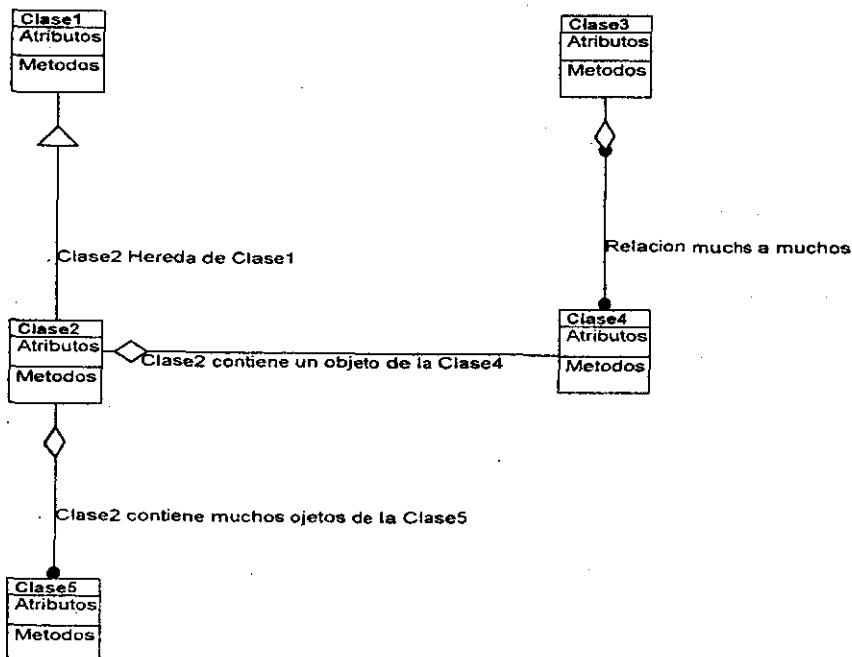 Clase1
Atributos
Metodos
Clase3
Atributos
Metodos
Clase2 Hereda de Clase1
Relacion muchs a muchos
Clase2
Atributos
Metodos
Clase2 contiene un objeto de la Clase4
Clase4
Atributos
Metodos
Clase2 contiene muchos ojetos de la Clase5
Clase5
Atributos
Metodos